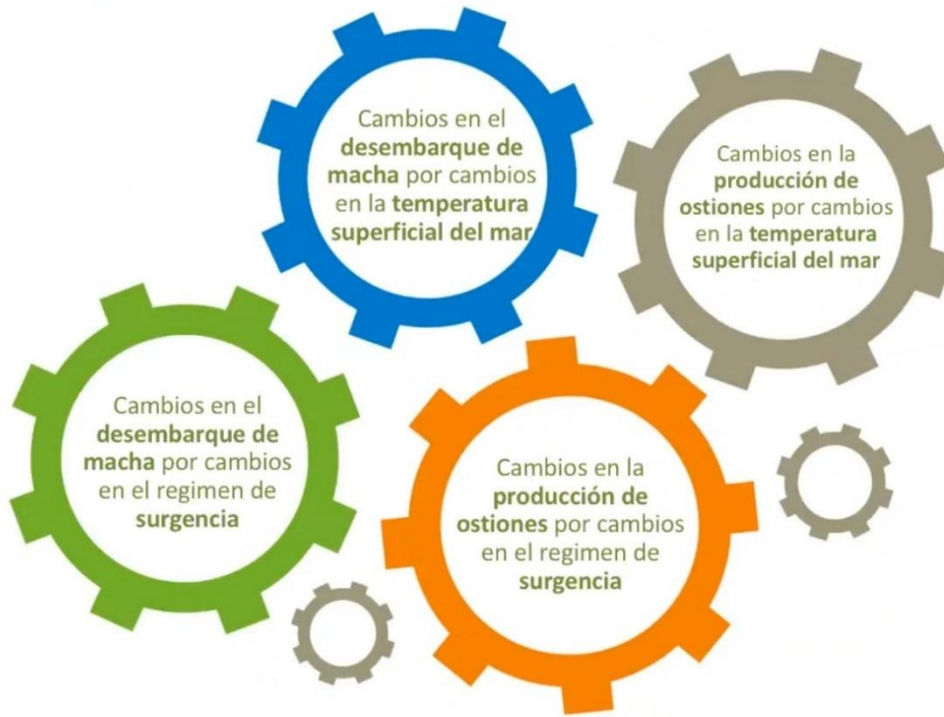 Cambios en el
desembarque de
macha por cambios
en la temperatura
superficial del mar
Cambios en la
producción de
ostiones por cambios
en la temperatura
superficial del mar
Cambios en el
desembarque de
macha por cambios
en el regimen de
surgencia
Cambios en la
producción de
ostiones por cambios
en el regimen de
surgencia